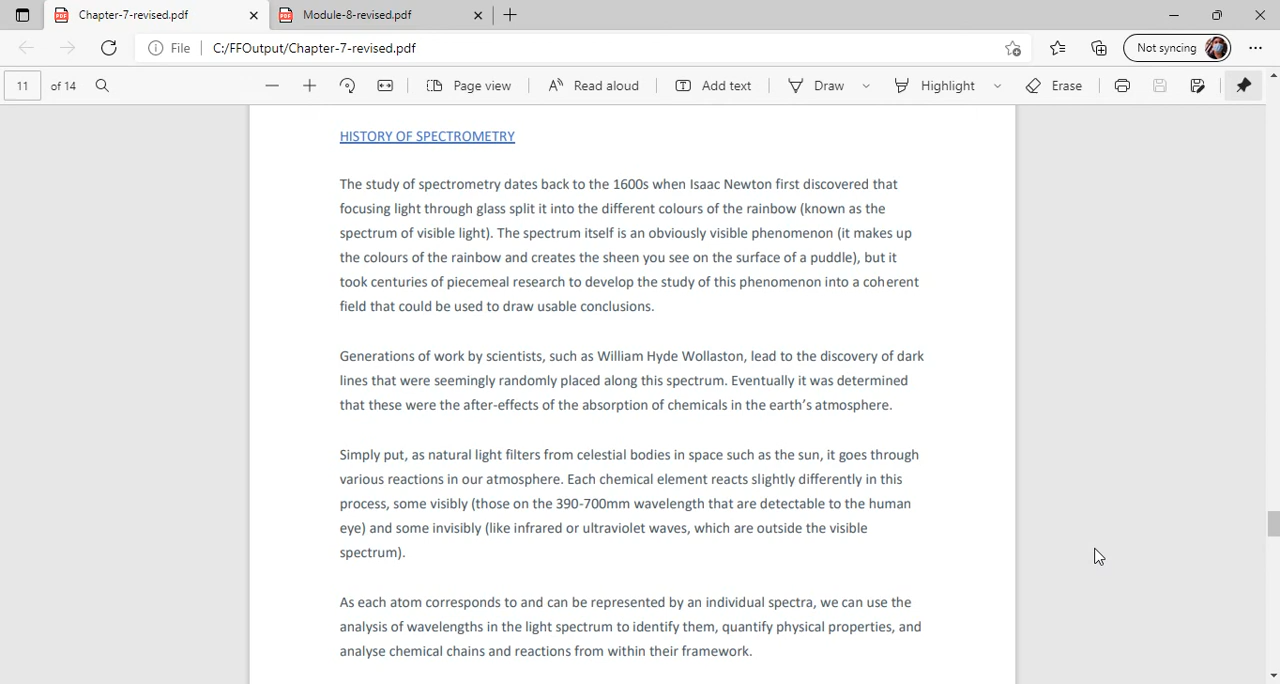 Chapter-7-revised.pdf
Module-8-revised.pdf
File
C:/FFOutput/Chapter-7-revised.pdf
Not syncing
11 of 14
Page view
Read aloud
Add text
Draw
Highlight
Erase
HISTORY OF SPECTROMETRY
The study of spectrometry dates back to the 1600s when Isaac Newton first discovered that
focusing light through glass split it into the different colours of the rainbow (known as the
spectrum of visible light). The spectrum itself is an obviously visible phenomenon (it makes up
the colours of the rainbow and creates the sheen you see on the surface of a puddle), but it
took centuries of piecemeal research to develop the study of this phenomenon into a coherent
field that could be used to draw usable conclusions.
Generations of work by scientists, such as William Hyde Wollaston, lead to the discovery of dark
lines that were seemingly randomly placed along this spectrum. Eventually it was determined
that these were the after-effects of the absorption of chemicals in the earth’s atmosphere.
Simply put, as natural light filters from celestial bodies in space such as the sun, it goes through
various reactions in our atmosphere. Each chemical element reacts slightly differently in this
process, some visibly (those on the 390-700mm wavelength that are detectable to the human
eye) and some invisibly (like infrared or ultraviolet waves, which are outside the visible
spectrum).
As each atom corresponds to and can be represented by an individual spectra, we can use the
analysis of wavelengths in the light spectrum to identify them, quantify physical properties, and
analyse chemical chains and reactions from within their framework.